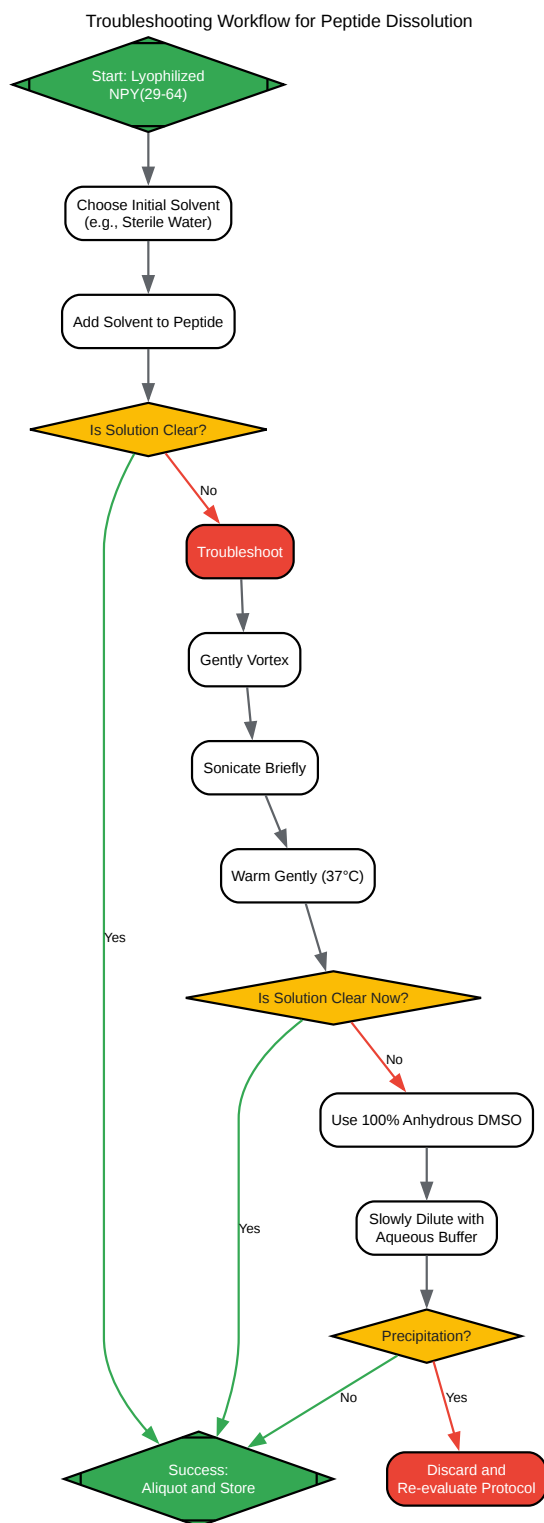 Troubleshooting Workflow for Peptide Dissolution
Start: Lyophilized
NPY(29-64)
Choose Initial Solvent
(e.g., Sterile Water)
Add Solvent to Peptide
Is Solution Clear?
No
Troubleshoot
Gently Vortex
Sonicate Briefly
Warm Gently (37°C)
Yes
Is Solution Clear Now?
No
Use 100% Anhydrous DMSO
Slowly Dilute with
Aqueous Buffer
Yes
Precipitation?
No
Yes
Success:
Aliquot and Store
Discard and
Re-evaluate Protocol